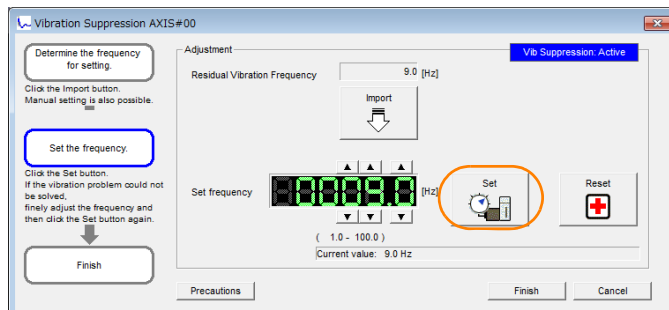 Vibration Suppression AXIS#00
Determine the frequency
for setting.
Click the Import button.
Manual setting is also possible.
Set the frequency.
Click the Set button.
If the vibration problem could not
be solved,
finely adjust the frequency and
then click the Set button again.
Finish
Adjustment
Vib Suppression: Active
Residual Vibration Frequency
9.0 [Hz]
Import
Set frequency
0009.0
[Hz]
Set
Reset
( 1.0 - 100.0 )
Current value: 9.0 Hz
Precautions
Finish
Cancel